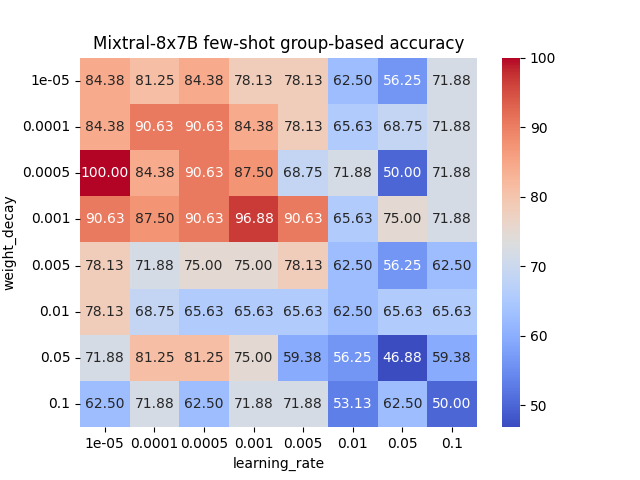 Mixtral-8x7B few-shot group-based accuracy
1e-05 84.38 81.25 84.38 78.13 78.13 62.50 56.25 71.88
0.0001 84.38 90.63 90.63 84.38 78.13 65.63 68.75 71.88
0.0005 100.00 84.38 90.63 87.50 68.75 71.88 50.00 71.88
0.001 90.63 87.50 90.63 96.88 90.63 65.63 75.00 71.88
0.005 78.13 71.88 75.00 75.00 78.13 62.50 56.25 62.50
0.01 78.13 68.75 65.63 65.63 65.63 62.50 65.63 65.63
0.05 71.88 81.25 81.25 75.00 59.38 56.25 46.88 59.38
0.1 62.50 71.88 62.50 71.88 71.88 53.13 62.50 50.00
1e-05 0.0001 0.0005 0.001 0.005 0.01 0.05 0.1
learning_rate
weight_decay
100
90
80
70
60
50